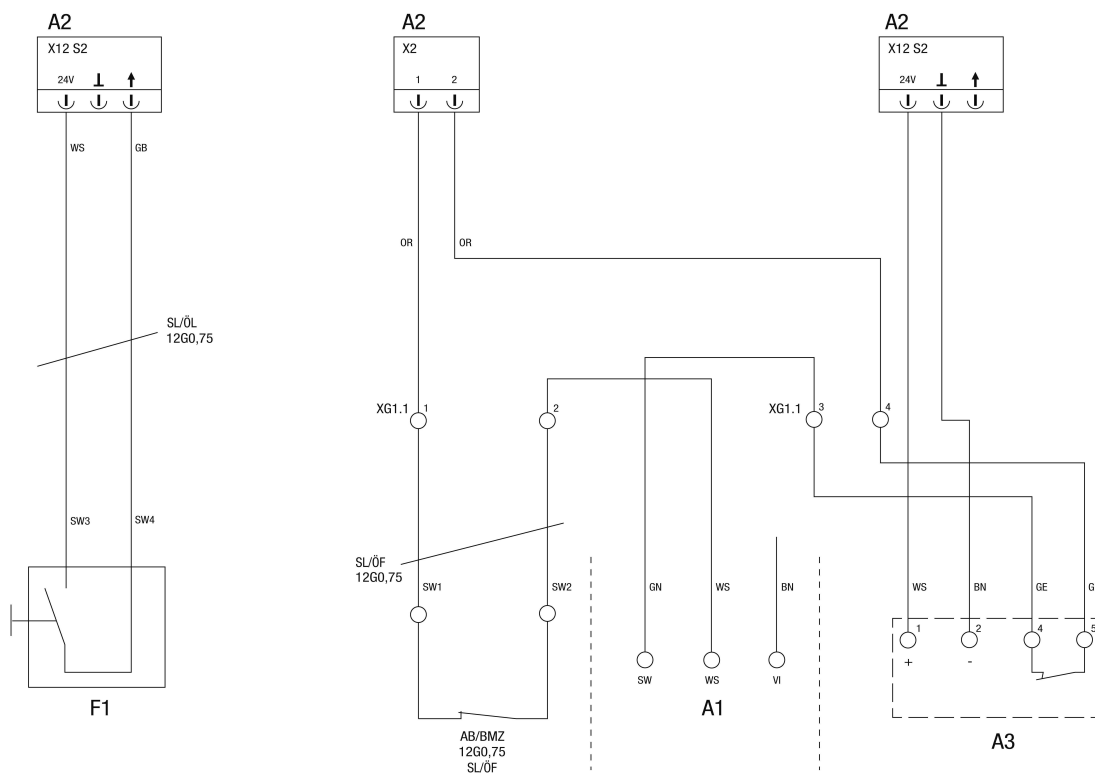 A2
A2
A2
X12 S2
X2
X12 S2
24V
1 2
24V
WS
GB
OR
OR
SL/ÖL
12G0,75
XG1.1 1
2
XG1.1 3
4
SW3
SW4
SL/ÖF
12G0,75
SW1
SW2
GN
WS
BN
WS
BN
GE
1
2
4
5
+
-
SW
WS
VI
F1
A1
A3
AB/BMZ
12G0,75
SL/ÖF